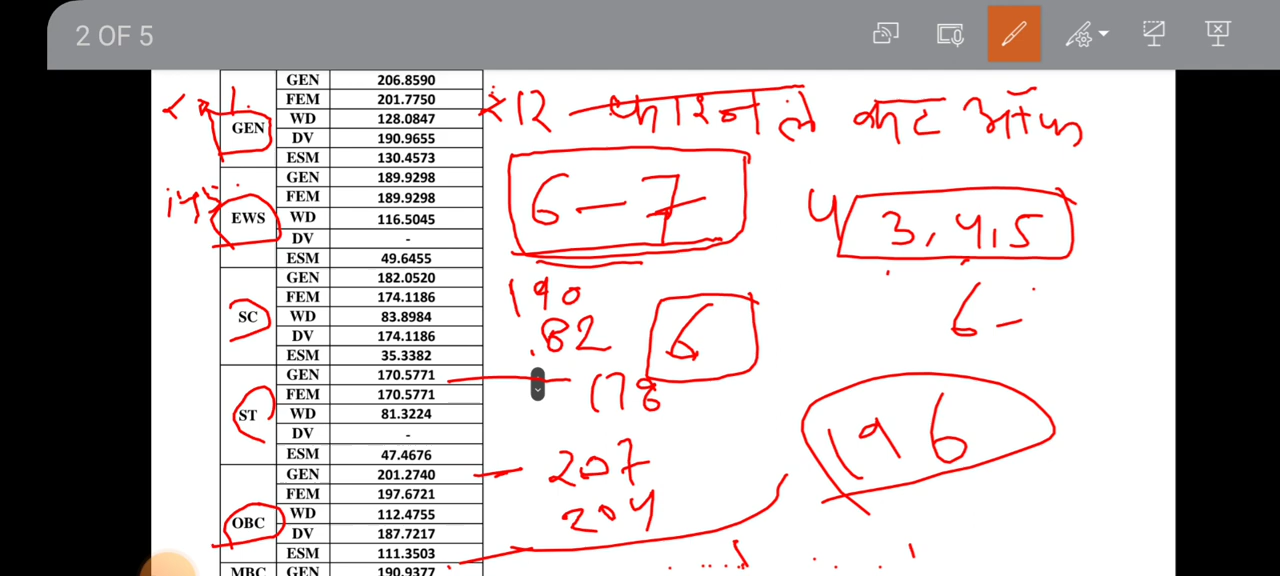 2 OF 5
GEN GEN 206.8590
FEM 201.7750
WD 128.0847
DV 190.9655
ESM 130.4573
EWS GEN 189.9298
FEM 189.9298
WD 116.5045
DV -
ESM 49.6455
SC GEN 182.0520
FEM 174.1186
WD 83.8984
DV 174.1186
ESM 35.3382
ST GEN 170.5771
FEM 170.5771
WD 81.3224
DV -
ESM 47.4676
OBC GEN 201.2740
FEM 197.6721
WD 112.4755
DV 187.7217
ESM 111.3503
MBC GEN 190.9377
कट ऑफ
6 - 7
3, 4, 5
6 -
190
.82
6
178
196
207
204